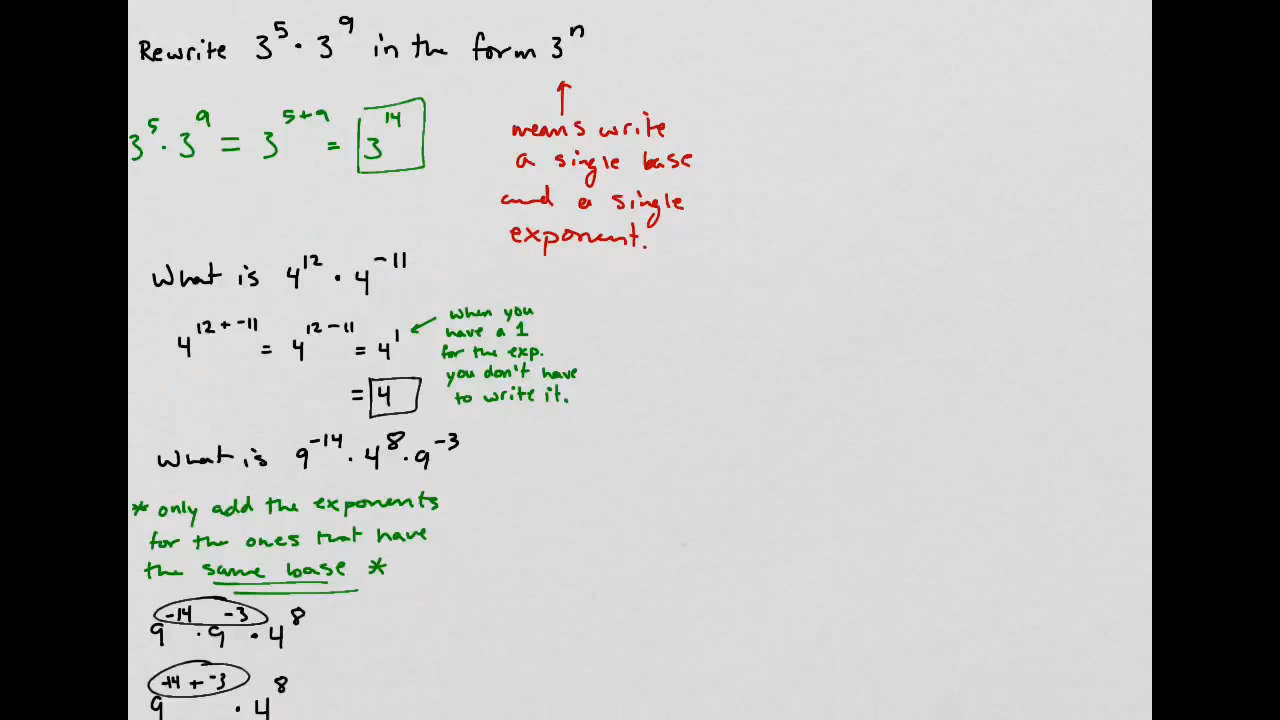 Rewrite 3^5 · 3^9 in the form 3^n
3^5 · 3^9 = 3^(5+9) = 3^14
means write
a single base
and a single
exponent.
What is 4^12 · 4^-11
4^(12 + -11) = 4^(12 - 11) = 4^1
= 4
when you
have a 1
for the exp.
you don't have
to write it.
What is 9^-14 · 4^8 · 9^-3
* only add the exponents
for the ones that have
the same base *
9^-14 · 9^-3 · 4^8
9^(-14 + -3) · 4^8